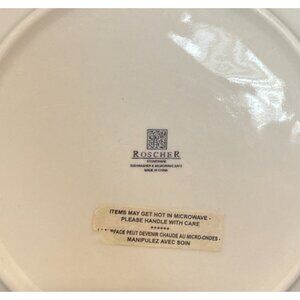 ROSCHER
STONEWARE
DISHWASHER & MICROWAVE SAFE
MADE IN CHINA
ITEMS MAY GET HOT IN MICROWAVE -
PLEASE HANDLE WITH CARE
******
FACE PEUT DEVENIR CHAUDE AU MICRO-ONDES -
MANIPULEZ AVEC SOIN